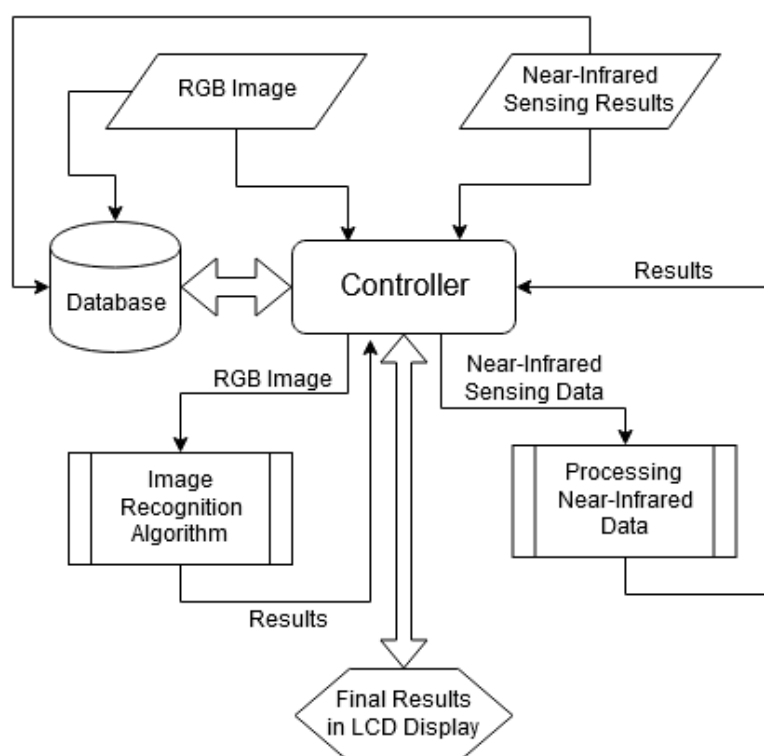 RGB Image
Near-Infrared
Sensing Results
Database
Controller
Results
RGB Image
Near-Infrared
Sensing Data
Image
Recognition
Algorithm
Processing
Near-Infrared
Data
Results
Final Results
in LCD Display